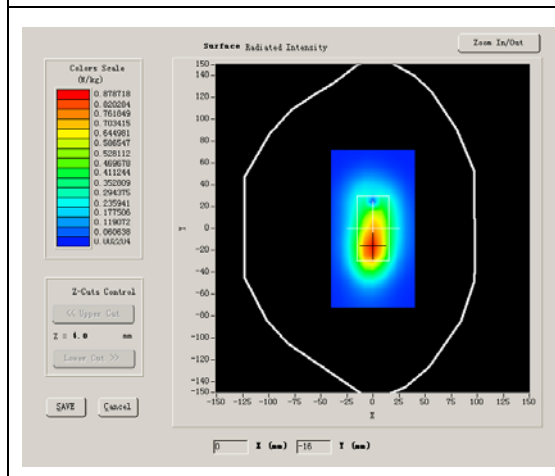 Surface Radiated Intensity
Zoom In/Out
Colors Scale
(W/kg)
0.878718
0.820284
0.761849
0.703415
0.644981
0.586547
0.528112
0.469678
0.411244
0.352809
0.294375
0.235941
0.177506
0.119072
0.060638
0.002204
Z-Cuts Control
<< Upper Cut
Z = 4.0 mm
Lower Cut >>
SAVE
Cancel
150
140
120
100
80
60
40
20
0
-20
-40
-60
-80
-100
-120
-140
-150
Y
-150 -125 -100 -75 -50 -25 0 25 50 75 100 125 150
X
0 X (mm) -16 Y (mm)